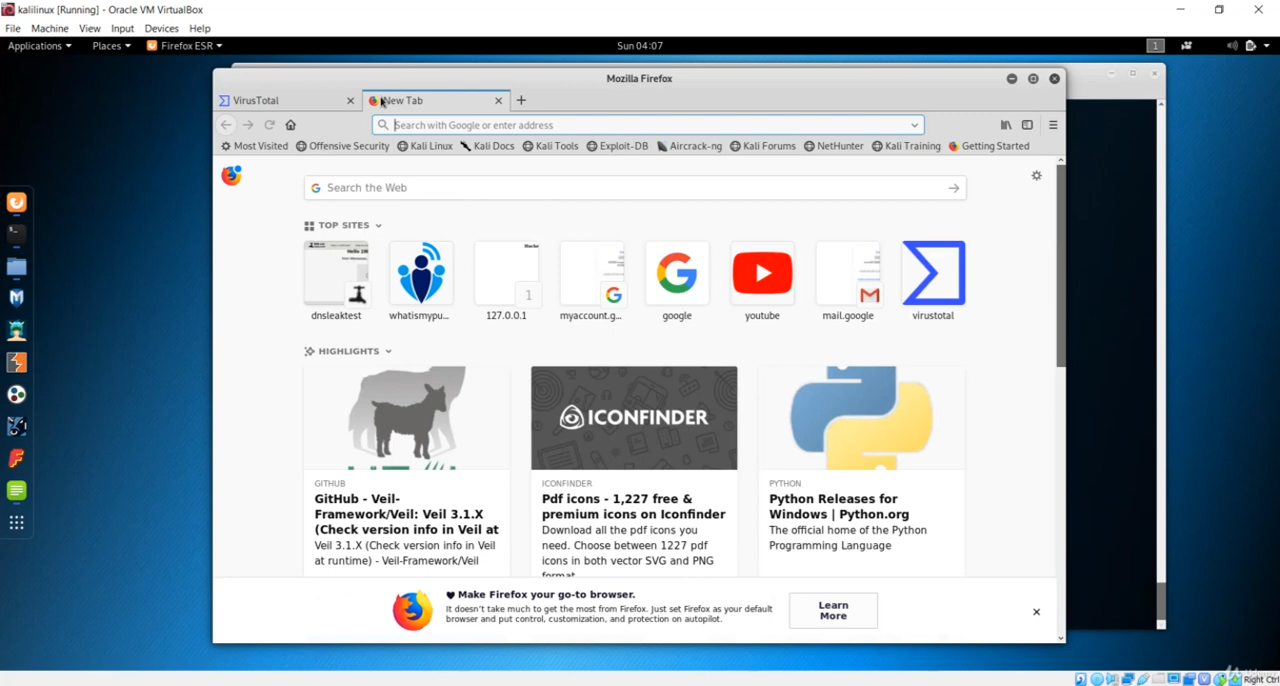 kalilinux [Running] - Oracle VM VirtualBox
File Machine View Input Devices Help
Applications Places Firefox ESR Sun 04:07 1
Mozilla Firefox
VirusTotal New Tab
Search with Google or enter address
Most Visited Offensive Security Kali Linux Kali Docs Kali Tools Exploit-DB Aircrack-ng Kali Forums NetHunter Kali Training Getting Started
Search the Web
TOP SITES
dnsleaktest whatismypu... 127.0.0.1 myaccount.g... google youtube mail.google virustotal
HIGHLIGHTS
ICONFINDER
GITHUB
GitHub - Veil-
Framework/Veil: Veil 3.1.X
(Check version info in Veil at
Veil 3.1.X (Check version info in Veil
at runtime) - Veil-Framework/Veil
ICONFINDER
Pdf icons - 1,227 free &
premium icons on Iconfinder
Download all the pdf icons you
need. Choose between 1227 pdf
icons in both vector SVG and PNG
format
PYTHON
Python Releases for
Windows | Python.org
The official home of the Python
Programming Language
Make Firefox your go-to browser.
It doesn't take much to get the most from Firefox. Just set Firefox as your default
browser and put control, customization, and protection on autopilot.
Learn
More
Right Ctrl